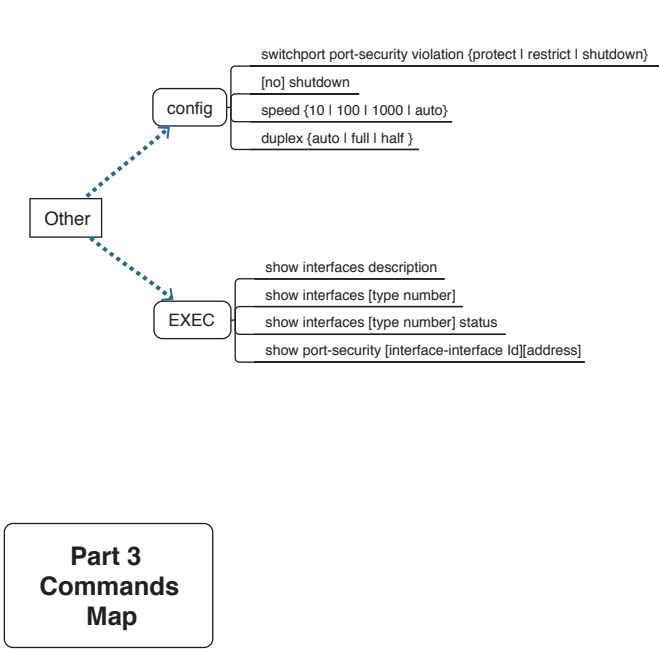 switchport port-security violation {protect | restrict | shutdown}
[no] shutdown
config
speed {10 | 100 | 1000 | auto}
duplex {auto | full | half }
Other
show interfaces description
show interfaces [type number]
EXEC
show interfaces [type number] status
show port-security [interface-interface Id][address]
Part 3
Commands
Map